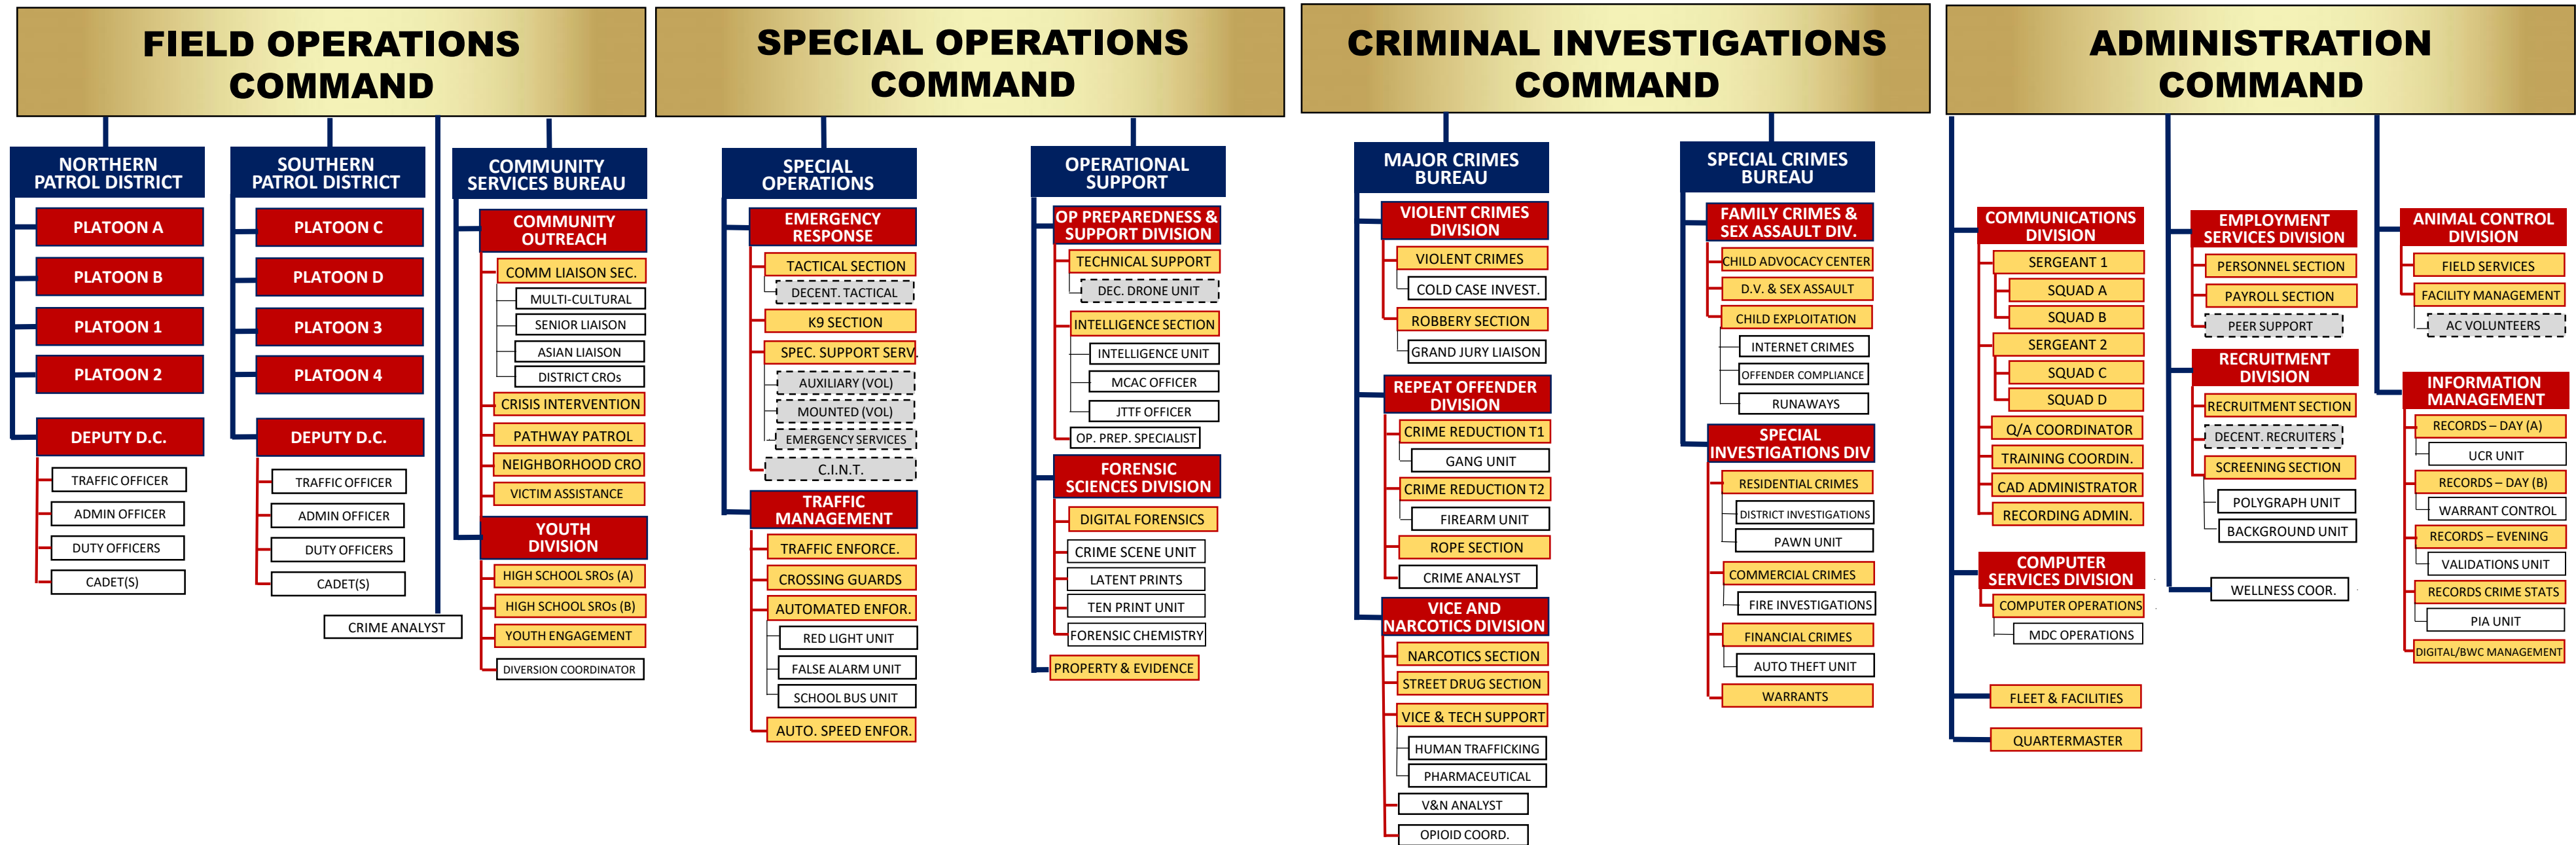 FIELD OPERATIONS
COMMAND
NORTHERN
PATROL DISTRICT
PLATOON A
PLATOON B
PLATOON 1
PLATOON 2
DEPUTY D.C.
TRAFFIC OFFICER
ADMIN OFFICER
DUTY OFFICERS
CADET(S)
SOUTHERN
PATROL DISTRICT
PLATOON C
PLATOON D
PLATOON 3
PLATOON 4
DEPUTY D.C.
TRAFFIC OFFICER
ADMIN OFFICER
DUTY OFFICERS
CADET(S)
CRIME ANALYST
COMMUNITY
SERVICES BUREAU
COMMUNITY
OUTREACH
COMM LIAISON SEC.
MULTI-CULTURAL
SENIOR LIAISON
ASIAN LIAISON
DISTRICT CROs
CRISIS INTERVENTION
PATHWAY PATROL
NEIGHBORHOOD CRO
VICTIM ASSISTANCE
YOUTH
DIVISION
HIGH SCHOOL SROs (A)
HIGH SCHOOL SROs (B)
YOUTH ENGAGEMENT
DIVERSION COORDINATOR
SPECIAL OPERATIONS
COMMAND
SPECIAL
OPERATIONS
EMERGENCY
RESPONSE
TACTICAL SECTION
DECENT. TACTICAL
K9 SECTION
SPEC. SUPPORT SERV.
AUXILIARY (VOL)
MOUNTED (VOL)
EMERGENCY SERVICES
C.I.N.T.
TRAFFIC
MANAGEMENT
TRAFFIC ENFORCE.
CROSSING GUARDS
AUTOMATED ENFOR.
RED LIGHT UNIT
FALSE ALARM UNIT
SCHOOL BUS UNIT
AUTO. SPEED ENFOR.
OPERATIONAL
SUPPORT
OP PREPAREDNESS &
SUPPORT DIVISION
TECHNICAL SUPPORT
DEC. DRONE UNIT
INTELLIGENCE SECTION
INTELLIGENCE UNIT
MCAC OFFICER
JTTF OFFICER
OP. PREP. SPECIALIST
FORENSIC
SCIENCES DIVISION
DIGITAL FORENSICS
CRIME SCENE UNIT
LATENT PRINTS
TEN PRINT UNIT
FORENSIC CHEMISTRY
PROPERTY & EVIDENCE
CRIMINAL INVESTIGATIONS
COMMAND
MAJOR CRIMES
BUREAU
VIOLENT CRIMES
DIVISION
VIOLENT CRIMES
COLD CASE INVEST.
ROBBERY SECTION
GRAND JURY LIAISON
REPEAT OFFENDER
DIVISION
CRIME REDUCTION T1
GANG UNIT
CRIME REDUCTION T2
FIREARM UNIT
ROPE SECTION
CRIME ANALYST
VICE AND
NARCOTICS DIVISION
NARCOTICS SECTION
STREET DRUG SECTION
VICE & TECH SUPPORT
HUMAN TRAFFICKING
PHARMACEUTICAL
V&N ANALYST
OPIOID COORD.
SPECIAL CRIMES
BUREAU
FAMILY CRIMES &
SEX ASSAULT DIV.
CHILD ADVOCACY CENTER
D.V. & SEX ASSAULT
CHILD EXPLOITATION
INTERNET CRIMES
OFFENDER COMPLIANCE
RUNAWAYS
SPECIAL
INVESTIGATIONS DIV
RESIDENTIAL CRIMES
DISTRICT INVESTIGATIONS
PAWN UNIT
COMMERCIAL CRIMES
FIRE INVESTIGATIONS
FINANCIAL CRIMES
AUTO THEFT UNIT
WARRANTS
ADMINISTRATION
COMMAND
COMMUNICATIONS
DIVISION
SERGEANT 1
SQUAD A
SQUAD B
SERGEANT 2
SQUAD C
SQUAD D
Q/A COORDINATOR
TRAINING COORDIN.
CAD ADMINISTRATOR
RECORDING ADMIN.
COMPUTER
SERVICES DIVISION
COMPUTER OPERATIONS
MDC OPERATIONS
FLEET & FACILITIES
QUARTERMASTER
EMPLOYMENT
SERVICES DIVISION
PERSONNEL SECTION
PAYROLL SECTION
PEER SUPPORT
RECRUITMENT
DIVISION
RECRUITMENT SECTION
DECENT. RECRUITERS
SCREENING SECTION
POLYGRAPH UNIT
BACKGROUND UNIT
WELLNESS COOR.
ANIMAL CONTROL
DIVISION
FIELD SERVICES
FACILITY MANAGEMENT
AC VOLUNTEERS
INFORMATION
MANAGEMENT
RECORDS – DAY (A)
UCR UNIT
RECORDS – DAY (B)
WARRANT CONTROL
RECORDS – EVENING
VALIDATIONS UNIT
RECORDS CRIME STATS
PIA UNIT
DIGITAL/BWC MANAGEMENT